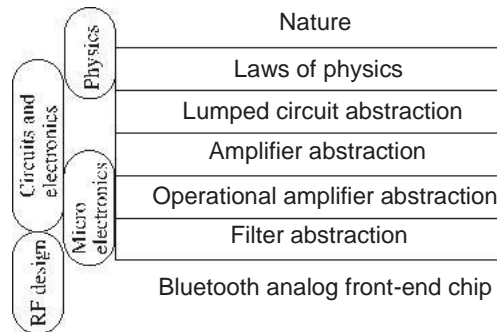 Nature
Physics
Laws of physics
Lumped circuit abstraction
Circuits and
electronics
Amplifier abstraction
Micro
electronics
Operational amplifier abstraction
Filter abstraction
RF design
Bluetooth analog front-end chip